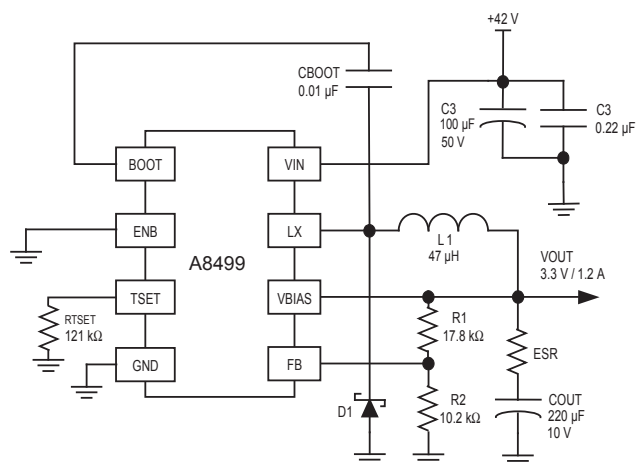 +42 V
CBOOT
0.01 µF
C3
100 µF
50 V
C3
0.22 µF
BOOT
VIN
ENB
LX
A8499
L1
47 µH
VOUT
3.3 V / 1.2 A
TSET
VBIAS
RTSET
121 kΩ
R1
17.8 kΩ
ESR
GND
FB
D1
R2
10.2 kΩ
COUT
220 µF
10 V